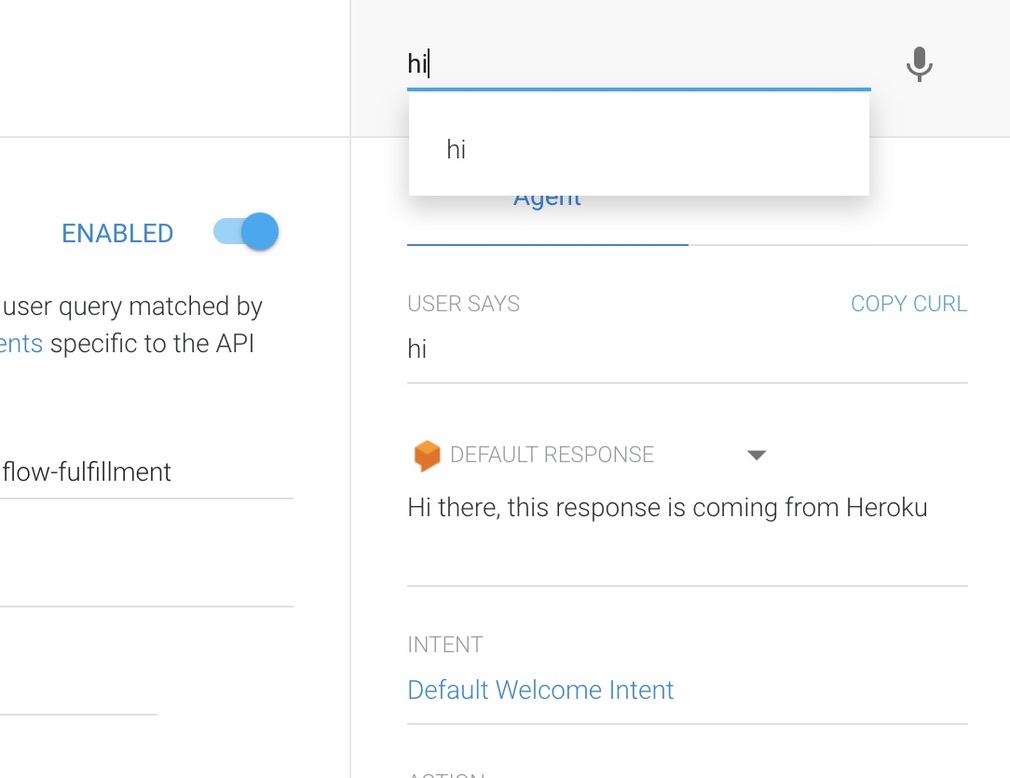 hi
hi
Agent
ENABLED
user query matched by
ents specific to the API
flow-fulfillment
USER SAYS
COPY CURL
hi
DEFAULT RESPONSE
Hi there, this response is coming from Heroku
INTENT
Default Welcome Intent
ACTION